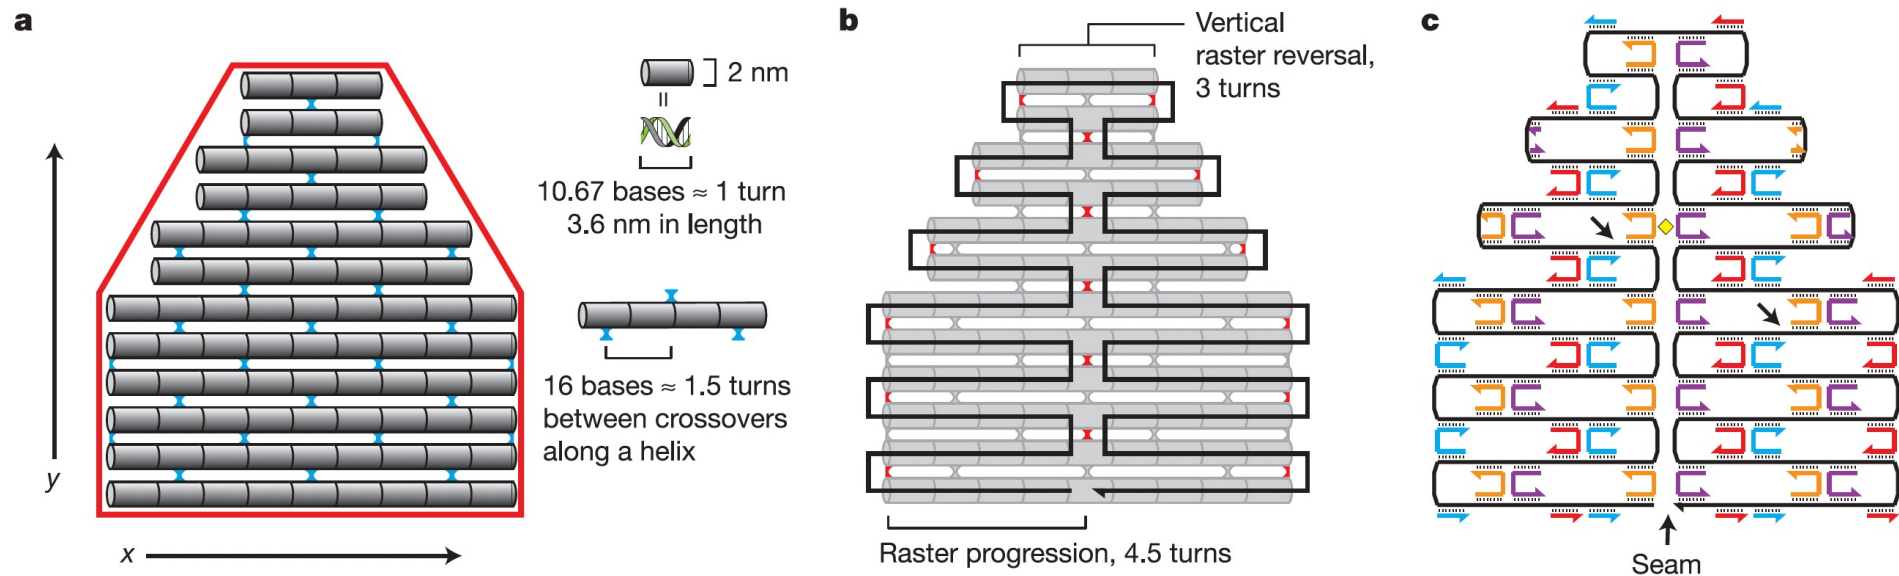 a
2 nm
=
10.67 bases ≈ 1 turn
3.6 nm in length
16 bases ≈ 1.5 turns
between crossovers
along a helix
y
x
b
Vertical
raster reversal,
3 turns
Raster progression, 4.5 turns
c
Seam